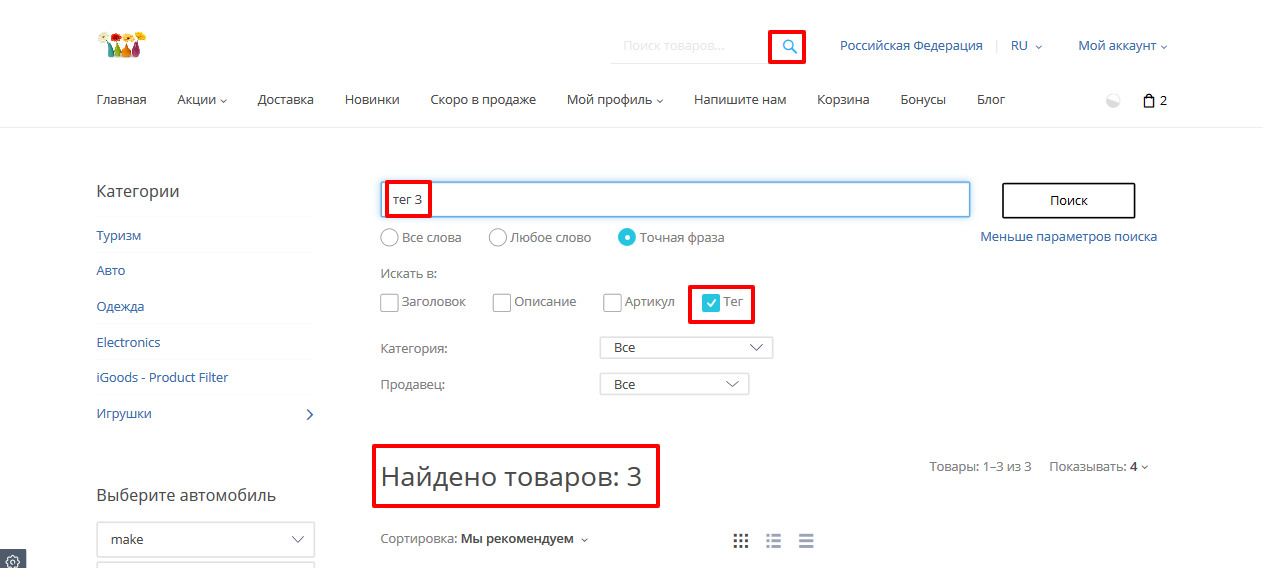 Поиск товаров...
Российская Федерация
RU
Мой аккаунт
Главная
Акции
Доставка
Новинки
Скоро в продаже
Мой профиль
Напишите нам
Корзина
Бонусы
Блог
2
Категории
Туризм
Авто
Одежда
Electronics
iGoods - Product Filter
Игрушки
Выберите автомобиль
make
тег 3
Поиск
Все слова
Любое слово
Точная фраза
Меньше параметров поиска
Искать в:
Заголовок
Описание
Артикул
Тег
Категория:
Все
Продавец:
Все
Найдено товаров: 3
Товары: 1–3 из 3
Показывать: 4
Сортировка: Мы рекомендуем